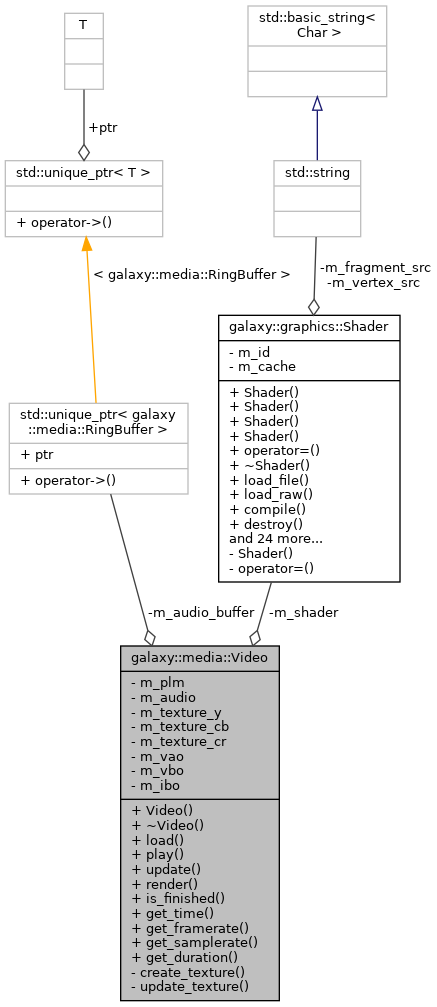 T
std::basic_string<
Char >
+ptr
std::unique_ptr< T >
+ operator->()
std::string
< galaxy::media::RingBuffer >
-m_fragment_src
-m_vertex_src
galaxy::graphics::Shader
- m_id
- m_cache
+ Shader()
+ Shader()
+ Shader()
+ Shader()
+ operator=()
+ ~Shader()
+ load_file()
+ load_raw()
+ compile()
+ destroy()
and 24 more...
- Shader()
- operator=()
std::unique_ptr< galaxy
::media::RingBuffer >
+ ptr
+ operator->()
-m_audio_buffer
-m_shader
galaxy::media::Video
- m_plm
- m_audio
- m_texture_y
- m_texture_cb
- m_texture_cr
- m_vao
- m_vbo
- m_ibo
+ Video()
+ ~Video()
+ load()
+ play()
+ update()
+ render()
+ is_finished()
+ get_time()
+ get_framerate()
+ get_samplerate()
+ get_duration()
- create_texture()
- update_texture()